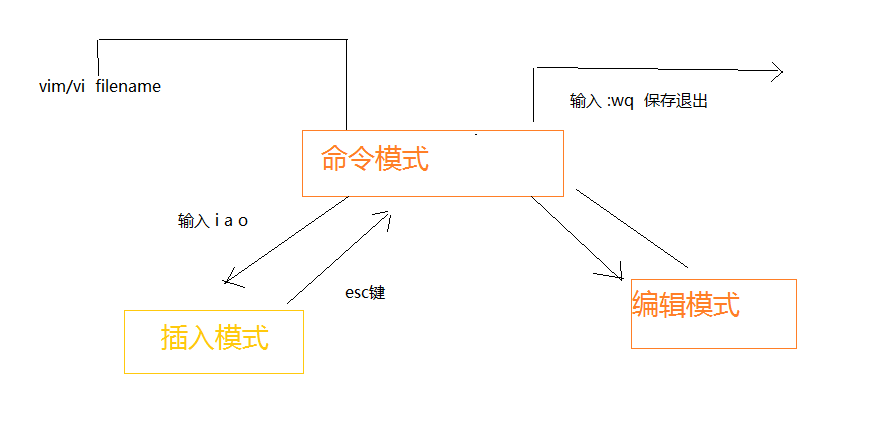 vim/vi filename
输入 :wq 保存退出
命令模式
输入 i a o
esc键
编辑模式
插入模式